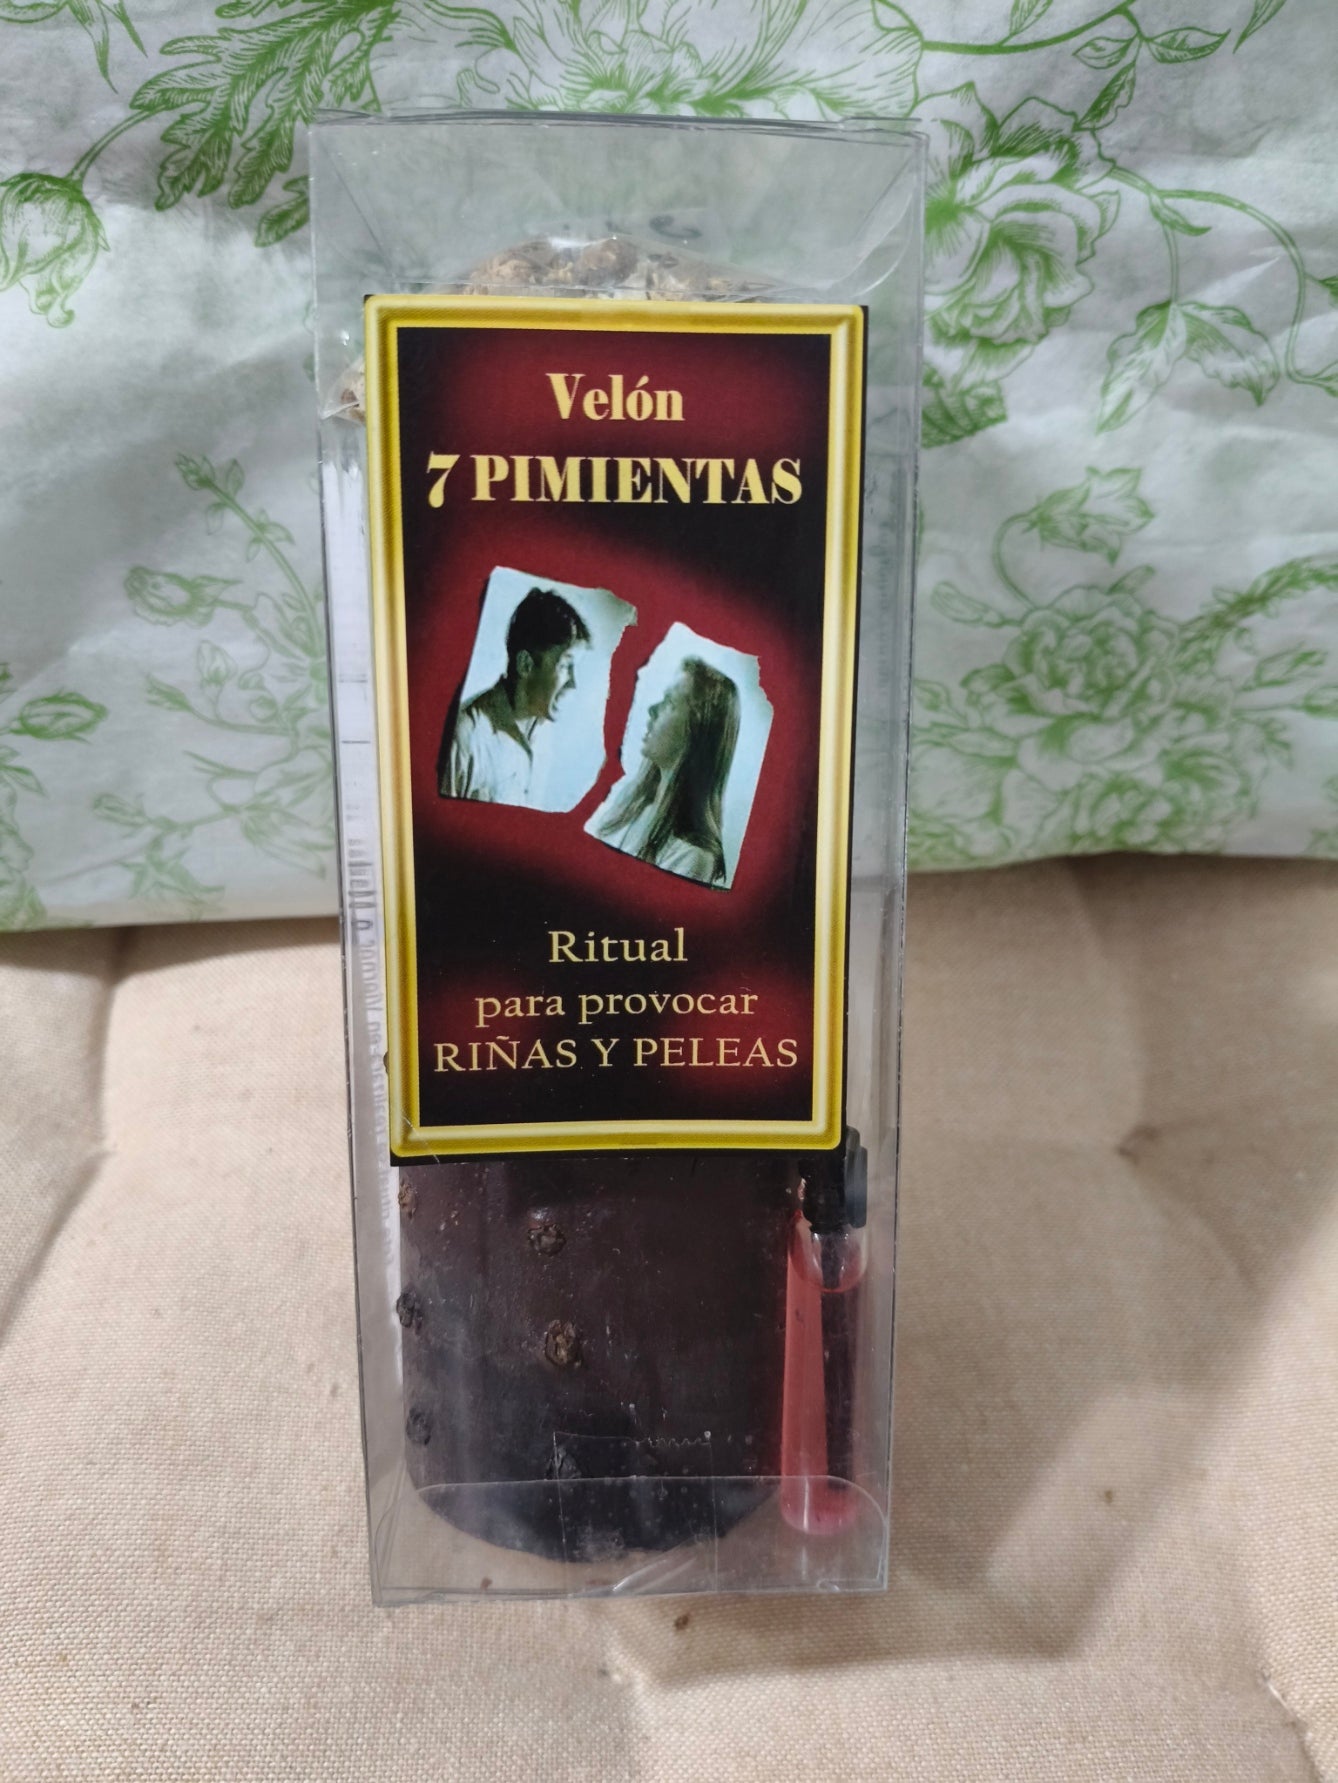 Velón
7 PIMIENTAS
Ritual
para provocar
RIÑAS Y PELEAS